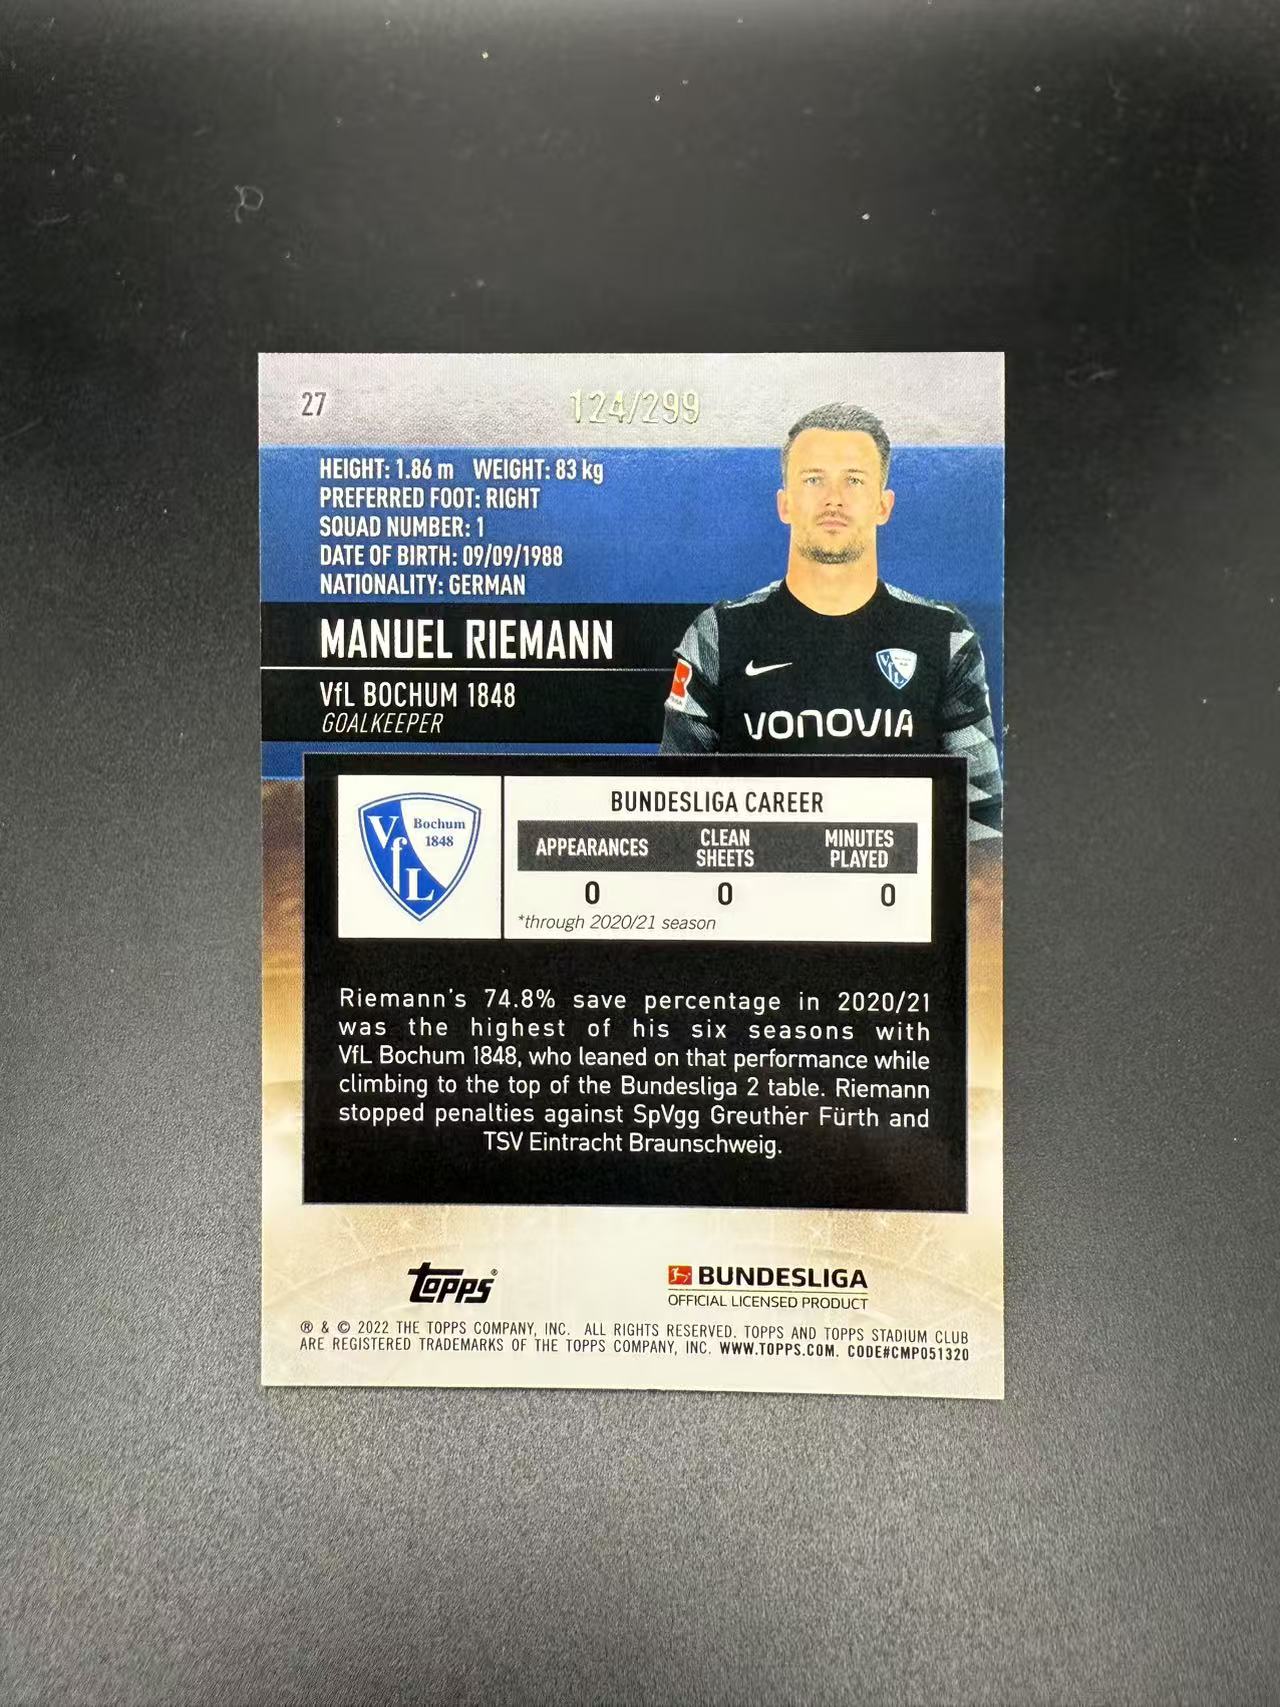 27
124/299
HEIGHT: 1.86 m WEIGHT: 83 kg
PREFERRED FOOT: RIGHT
SQUAD NUMBER: 1
DATE OF BIRTH: 09/09/1988
NATIONALITY: GERMAN
MANUEL RIEMANN
VfL BOCHUM 1848
GOALKEEPER
VfL
VONOVIA
VfL Bochum
1848
BUNDESLIGA CAREER
APPEARANCES CLEAN SHEETS MINUTES PLAYED
0 0 0
*through 2020/21 season
Riemann's 74.8% save percentage in 2020/21
was the highest of his six seasons with
VfL Bochum 1848, who leaned on that performance while
climbing to the top of the Bundesliga 2 table. Riemann
stopped penalties against SpVgg Greuther Fürth and
TSV Eintracht Braunschweig.
topps®
BUNDESLIGA
OFFICIAL LICENSED PRODUCT
® & © 2022 THE TOPPS COMPANY, INC. ALL RIGHTS RESERVED. TOPPS AND TOPPS STADIUM CLUB
ARE REGISTERED TRADEMARKS OF THE TOPPS COMPANY, INC. WWW.TOPPS.COM. CODE#CMP051320